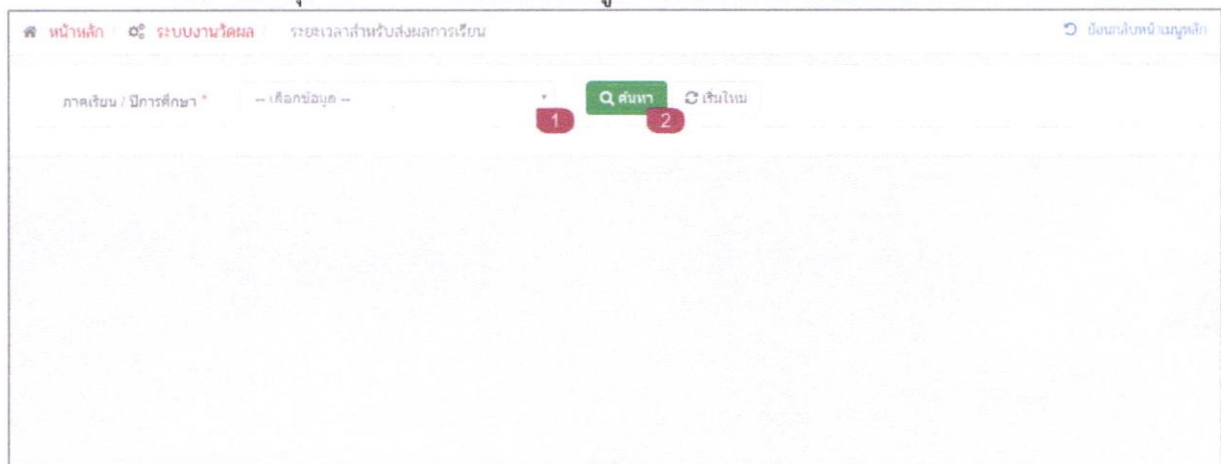 หน้าหลัก / ระบบงานวัดผล / ระยะเวลาสำหรับส่งผลการเรียน
ย้อนกลับหน้าเมนูหลัก
ภาคเรียน / ปีการศึกษา * -- เลือกข้อมูล -- ค้นหา เริ่มใหม่
1 2